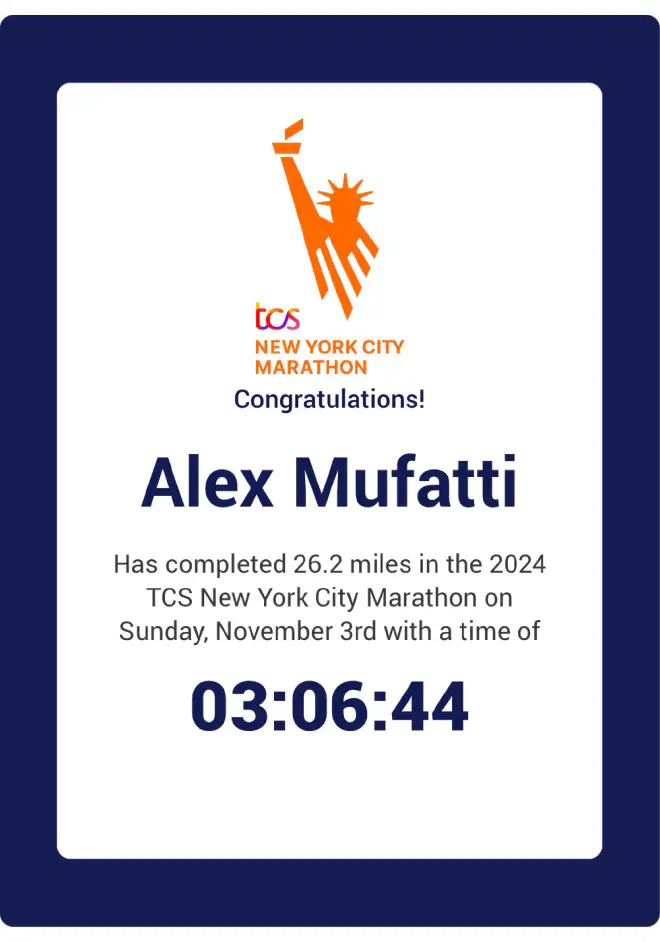 tcs
NEW YORK CITY
MARATHON
Congratulations!
Alex Mufatti
Has completed 26.2 miles in the 2024
TCS New York City Marathon on
Sunday, November 3rd with a time of
03:06:44